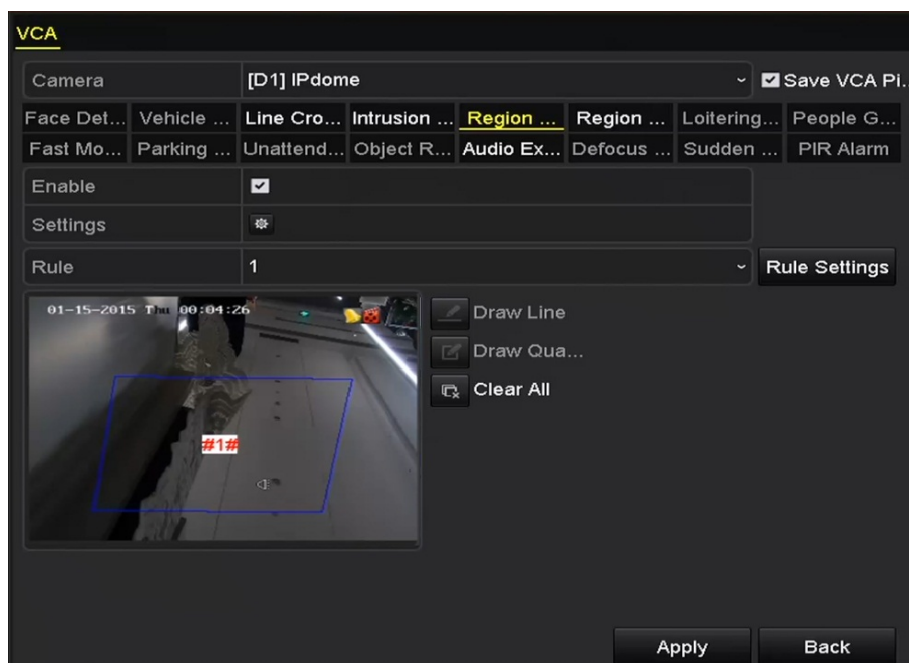 VCA
Camera [D1] IPdome Save VCA Pi.
Face Det... Vehicle ... Line Cro... Intrusion ... Region ... Region ... Loitering... People G...
Fast Mo... Parking ... Unattend... Object R... Audio Ex... Defocus ... Sudden ... PIR Alarm
Enable
Settings
Rule 1 Rule Settings
01-15-2015 Thu 00:04:26
Draw Line
Draw Qua...
Clear All
#1#
Apply Back